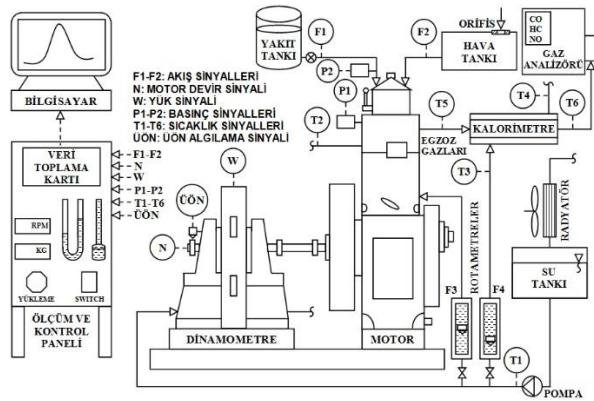 BİLGİSAYAR
F1-F2: AKIŞ SİNYALLERİ
N: MOTOR DEVİR SİNYALİ
W: YÜK SİNYALİ
P1-P2: BASINÇ SİNYALLERİ
T1-T6: SICAKLIK SİNYALLERİ
ÜÖN: ÜÖN ALGILAMA SİNYALİ
YAKIT
TANKI
F1
F2
ORİFİS
HAVA
TANKI
CO
HC
NO
GAZ
ANALİZÖRÜ
P2
P1
T2
T5
EGZOZ
GAZLARI
KALORİMETRE
T4
T6
T3
VERİ
TOPLAMA
KARTI
F1-F2
N
W
P1-P2
T1-T6
ÜÖN
RPM
KG
YÜKLEME
SWITCH
ÖLÇÜM VE
KONTROL
PANELİ
W
ÜÖN
N
DİNAMOMETRE
MOTOR
ROTAMETRELER
F3
F4
RADYATÖR
SU
TANKI
T1
POMPA